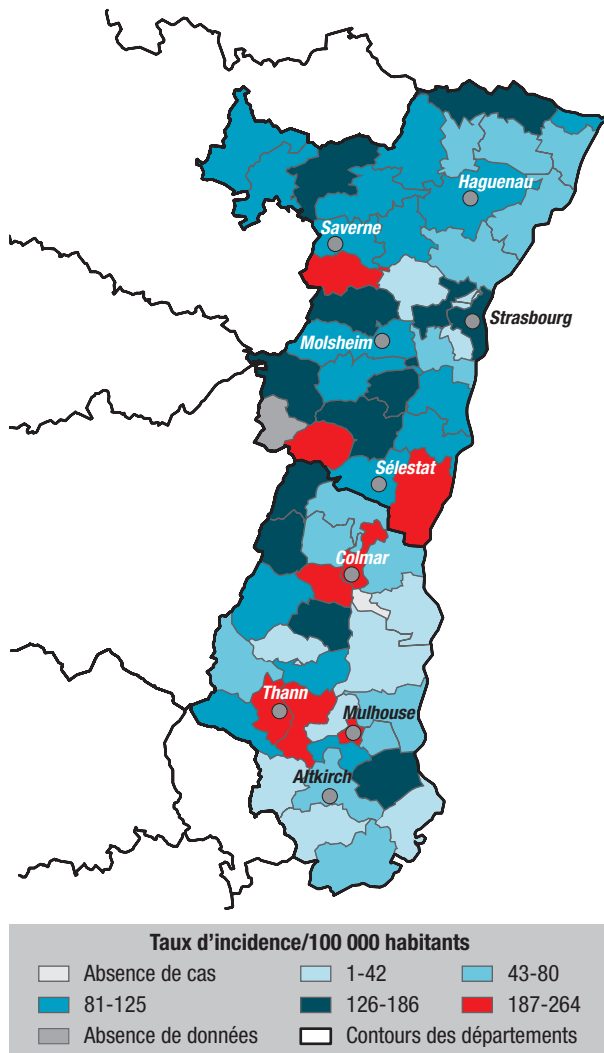 Haguenau
Saverne
Strasbourg
Molsheim
Sélestat
Colmar
Thann
Mulhouse
Altkirch
Taux d'incidence/100 000 habitants
Absence de cas 1-42 43-80
81-125 126-186 187-264
Absence de données Contours des départements